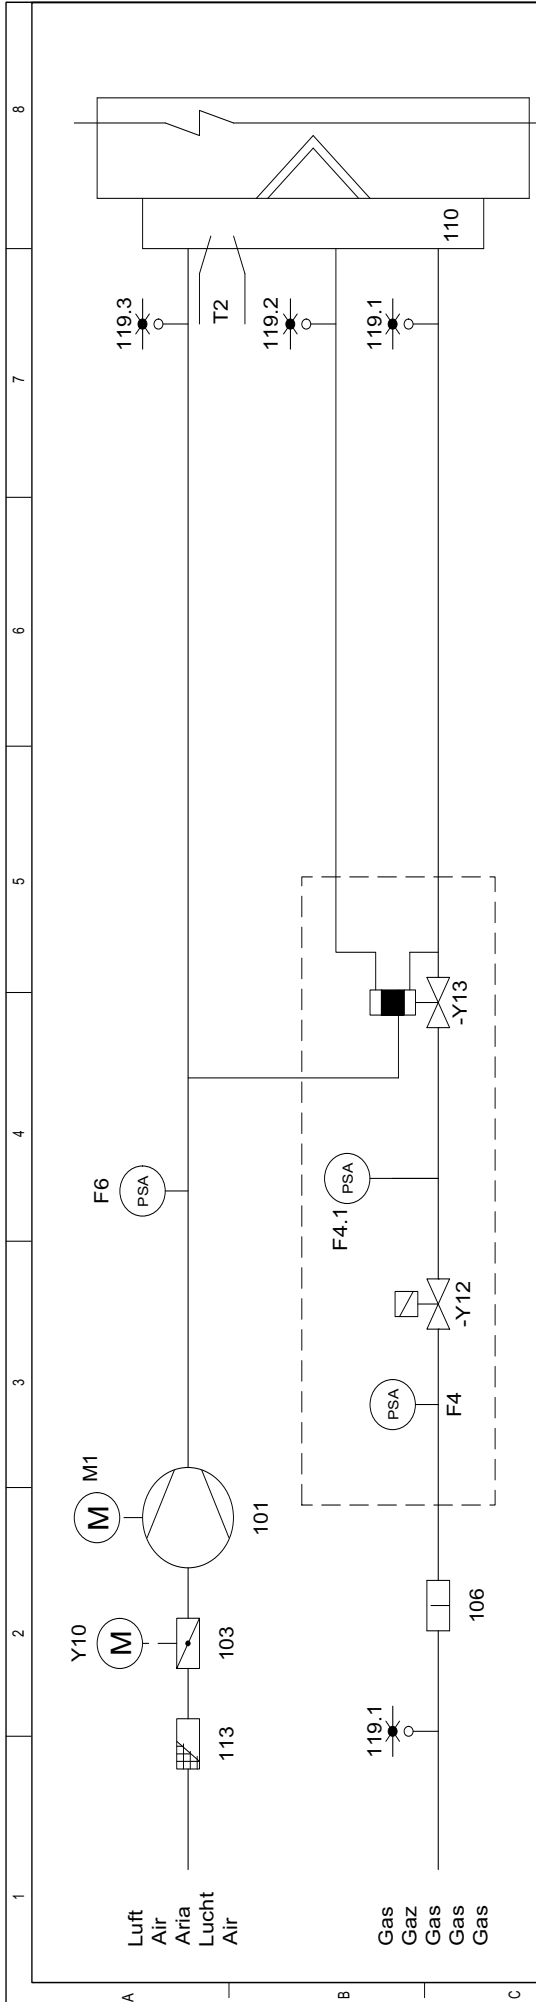 1
2
3
4
5
6
7
8
A
B
C
Luft
Air
Aria
Lucht
Air
113
Y10
M
103
M1
M
101
F6
PSA
119.3
T2
119.2
119.1
110
Gas
Gaz
Gas
Gas
Gas
119.1
106
PSA
F4
-Y12
F4.1
PSA
-Y13